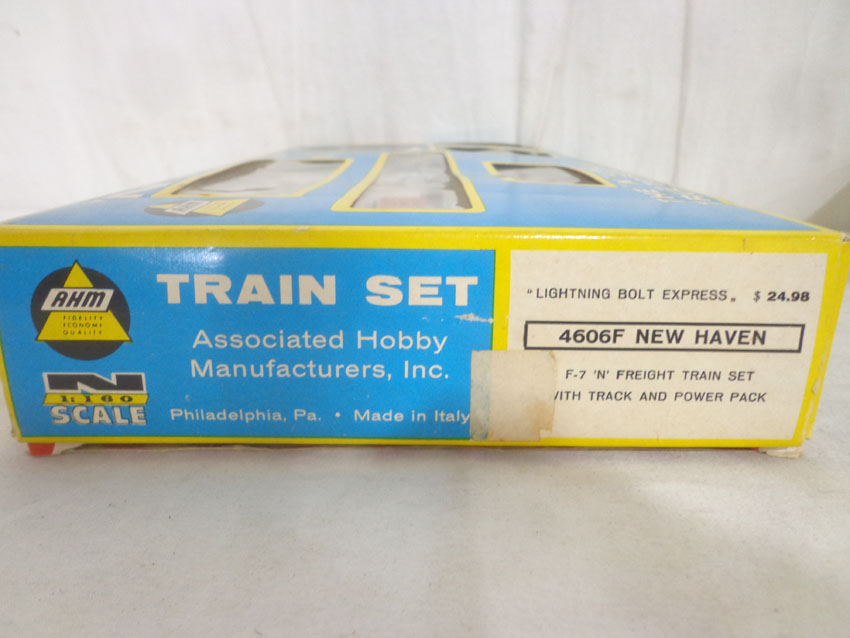 AHM
AHM
FIDELITY
ECONOMY
QUALITY
N
1:160
SCALE
TRAIN SET
Associated Hobby
Manufacturers, Inc.
Philadelphia, Pa. • Made in Italy
"LIGHTNING BOLT EXPRESS„ $ 24.98
4606F NEW HAVEN
F-7 'N' FREIGHT TRAIN SET
WITH TRACK AND POWER PACK